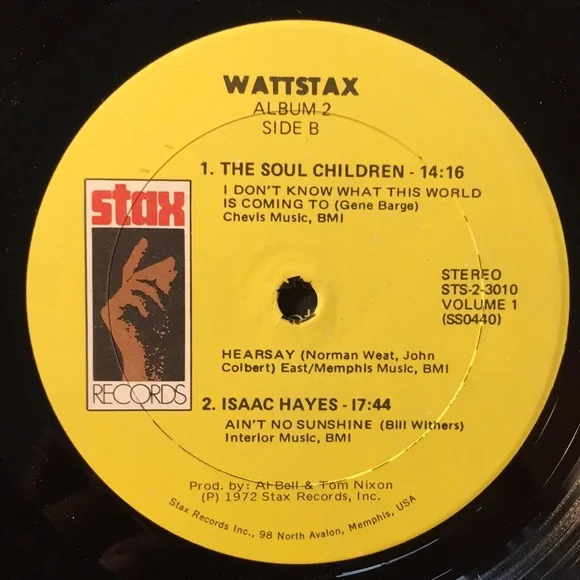 WATTSTAX
ALBUM 2
SIDE B
1. THE SOUL CHILDREN - 14:16
I DON'T KNOW WHAT THIS WORLD
IS COMING TO (Gene Barge)
Chevis Music, BMI
stax
RECORDS
STEREO
STS-2-3010
VOLUME 1
(SS0440)
HEARSAY (Norman Weat, John
Colbert) East/Memphis Music, BMI
2. ISAAC HAYES - 17:44
AIN'T NO SUNSHINE (Bill Withers)
Interior Music, BMI
Prod. by: Al Bell & Tom Nixon
(P) 1972 Stax Records, Inc.
Stax Records Inc., 98 North Avalon, Memphis, USA